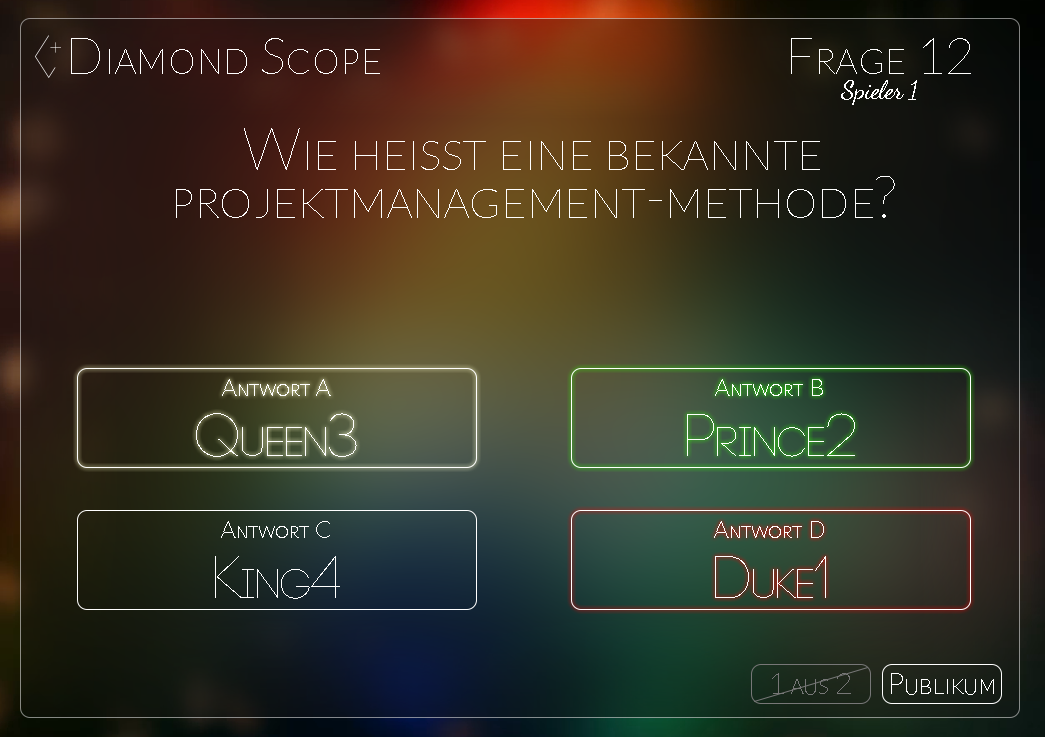 Diamond Scope
Frage 12
Spieler 1
Wie heisst eine bekannte
projektmanagement-methode?
Antwort A
Queen3
Antwort B
Prince2
Antwort C
King4
Antwort D
Duke1
1 aus 2
Publikum